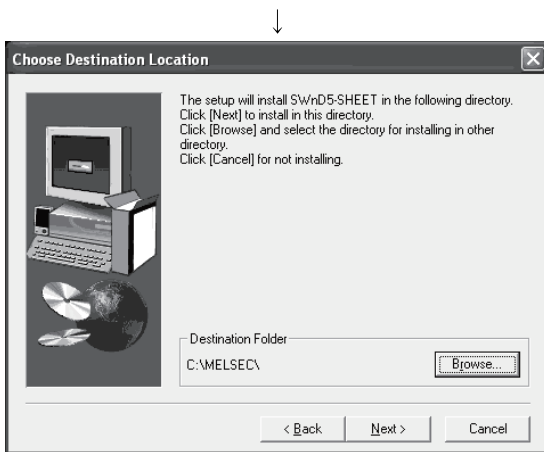 ↓
Choose Destination Location
The setup will install SWnD5-SHEET in the following directory.
Click [Next] to install in this directory.
Click [Browse] and select the directory for installing in other
directory.
Click [Cancel] for not installing.
Destination Folder
C:\MELSEC\
Browse...
< Back
Next >
Cancel